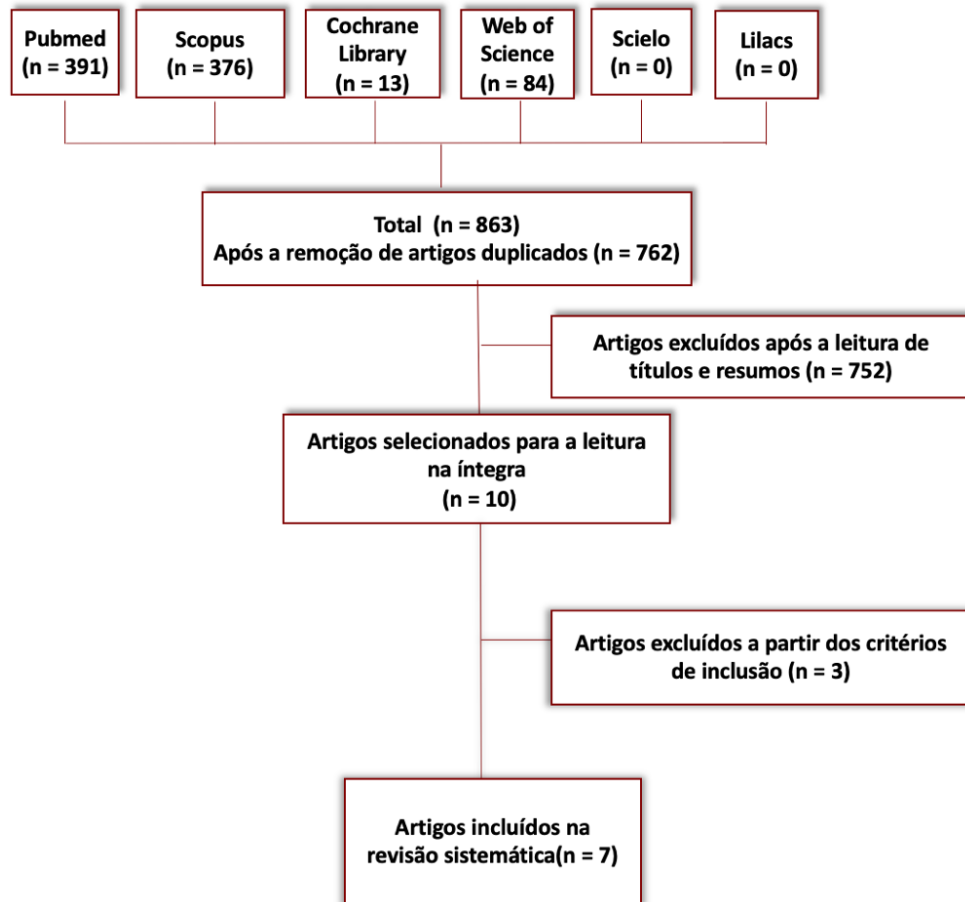 Pubmed
(n = 391)
Scopus
(n = 376)
Cochrane
Library
(n = 13)
Web of
Science
(n = 84)
Scielo
(n = 0)
Lilacs
(n = 0)
Total (n = 863)
Após a remoção de artigos duplicados (n = 762)
Artigos excluídos após a leitura de
títulos e resumos (n = 752)
Artigos selecionados para a leitura
na íntegra
(n = 10)
Artigos excluídos a partir dos critérios
de inclusão (n = 3)
Artigos incluídos na
revisão sistemática(n = 7)